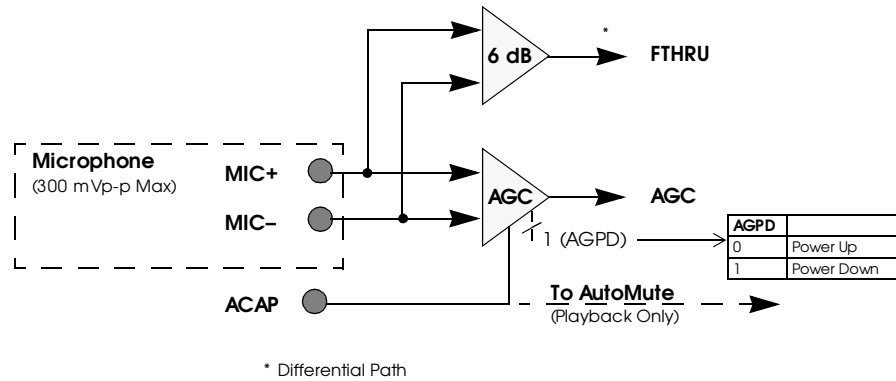 *
6 dB
FTHRU
Microphone
(300 mVp-p Max)
MIC+
MIC–
AGC
AGC
1 (AGPD)
AGPD
0 Power Up
1 Power Down
ACAP
To AutoMute
(Playback Only)
* Differential Path